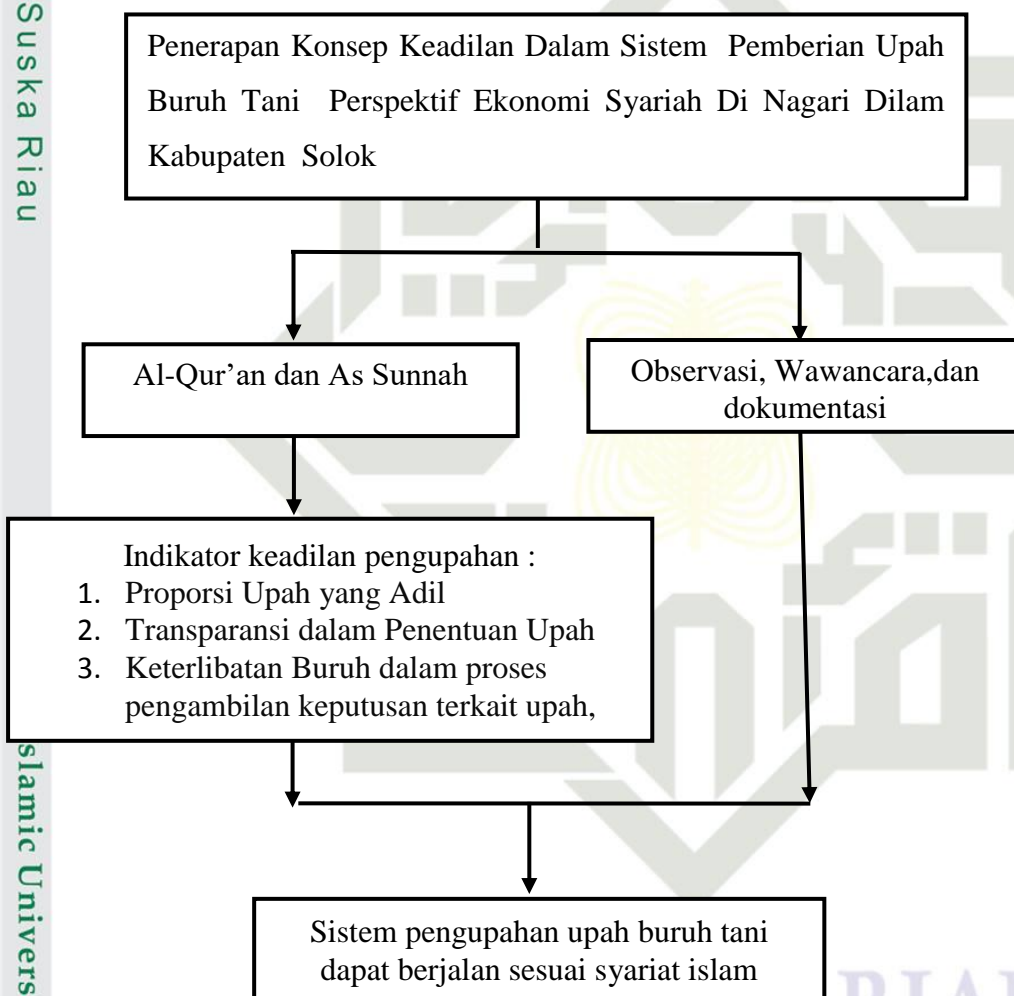 Suska Riau
Penerapan Konsep Keadilan Dalam Sistem Pemberian Upah
Buruh Tani Perspektif Ekonomi Syariah Di Nagari Dilam
Kabupaten Solok
Al-Qur’an dan As Sunnah
Observasi, Wawancara,dan
dokumentasi
Indikator keadilan pengupahan :
1. Proporsi Upah yang Adil
2. Transparansi dalam Penentuan Upah
3. Keterlibatan Buruh dalam proses
pengambilan keputusan terkait upah,
slamic Univers
Sistem pengupahan upah buruh tani
dapat berjalan sesuai syariat islam
RIA